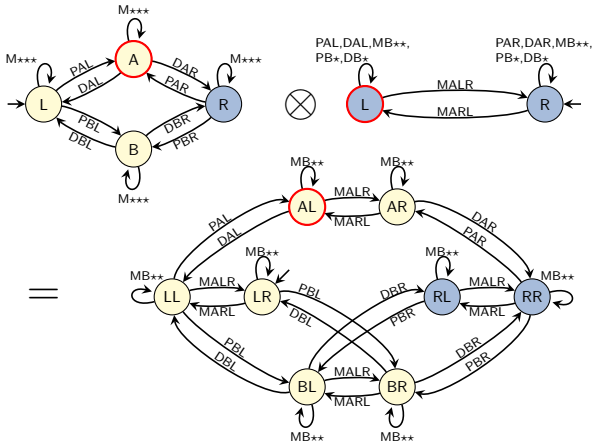 M⋆⋆⋆
M⋆⋆⋆ PAL A DAR M⋆⋆⋆
DAL PAR
L R
PBL DBR
DBL B PBR
M⋆⋆⋆
⊗
PAL,DAL,MB⋆⋆,
PB⋆,DB⋆
PAR,DAR,MB⋆⋆,
PB⋆,DB⋆
L MALR R
MARL
=
MB⋆⋆ MB⋆⋆
AL MALR AR
MARL
PAL DAR
DAL PAR
MB⋆⋆ MB⋆⋆ MB⋆⋆ MB⋆⋆
LL MALR LR PBL DBR RL MALR RR
MARL DBL PBR MARL
PBL DBR
DBL PBR
BL MALR BR
MARL
MB⋆⋆ MB⋆⋆